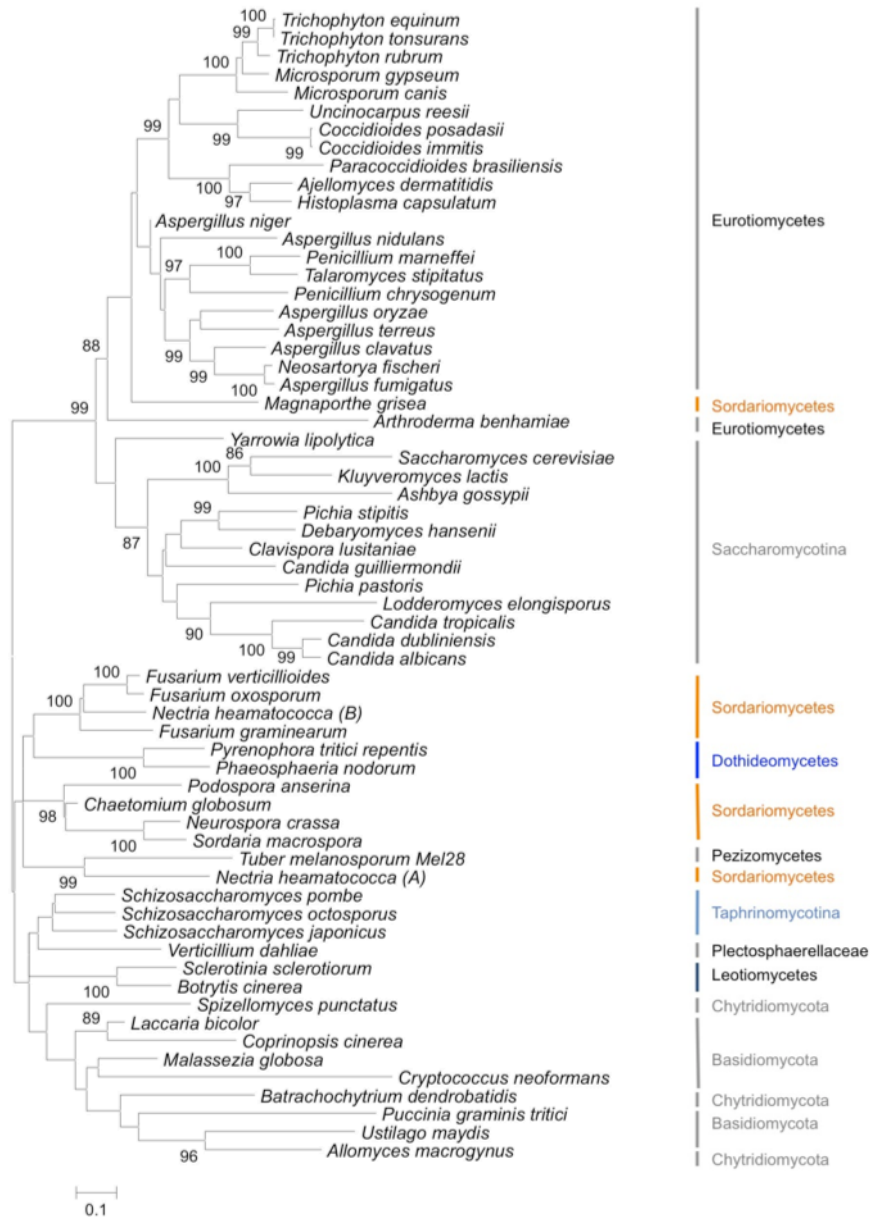 100 Trichophyton equinum
99 Trichophyton tonsurans
Trichophyton rubrum
100 Microsporum gypseum
Microsporum canis
Uncinocarpus reesii
99 Coccidioides posadasii
99 99 Coccidioides immitis
Paracoccidioides brasiliensis
100 Ajellomyces dermatitidis
97 Histoplasma capsulatum
Aspergillus niger
Eurotiomycetes
Aspergillus nidulans
100 Penicillium marneffei
97 Talaromyces stipitatus
Penicillium chrysogenum
Aspergillus oryzae
Aspergillus terreus
88 99 Aspergillus clavatus
99 Neosartorya fischeri
100 Aspergillus fumigatus
Magnaporthe grisea Sordariomycetes
99 Arthroderma benhamiae Eurotiomycetes
Yarrowia lipolytica
86 Saccharomyces cerevisiae
100 Kluyveromyces lactis
Ashbya gossypii
99 Pichia stipitis
87 Debaryomyces hansenii
Clavispora lusitaniae Saccharomycotina
Candida guilliermondii
Pichia pastoris
Lodderomyces elongisporus
90 Candida tropicalis
100 Candida dubliniensis
99 Candida albicans
100 Fusarium verticillioides
100 Fusarium oxosporum
Nectria heamatococca (B) Sordariomycetes
Fusarium graminearum
Pyrenophora tritici repentis
100 Phaeosphaeria nodorum Dothideomycetes
Podospora anserina
98 Chaetomium globosum Sordariomycetes
Neurospora crassa
100 Sordaria macrospora
Tuber melanosporum Mel28 Pezizomycetes
99 Nectria heamatococca (A) Sordariomycetes
Schizosaccharomyces pombe
Schizosaccharomyces octosporus Taphrinomycotina
Schizosaccharomyces japonicus
Verticillium dahliae Plectosphaerellaceae
Sclerotinia sclerotiorum Leotiomycetes
100 Botrytis cinerea
Spizellomyces punctatus Chytridiomycota
89 Laccaria bicolor
Coprinopsis cinerea
Malassezia globosa Basidiomycota
Cryptococcus neoformans
Batrachochytrium dendrobatidis Chytridiomycota
Puccinia graminis tritici Basidiomycota
Ustilago maydis
96 Allomyces macrogynus Chytridiomycota
0.1